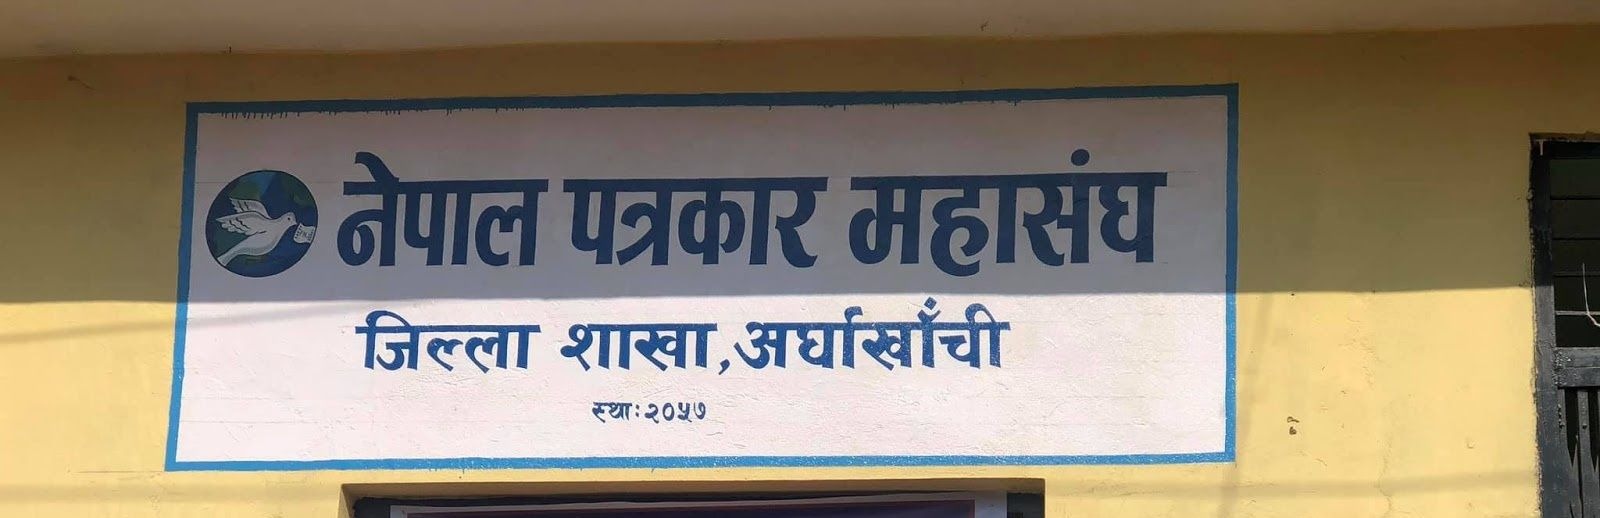 नेपाल पत्रकार महासंघ
जिल्ला शाखा, अर्घाखाँची
स्था: २०५७